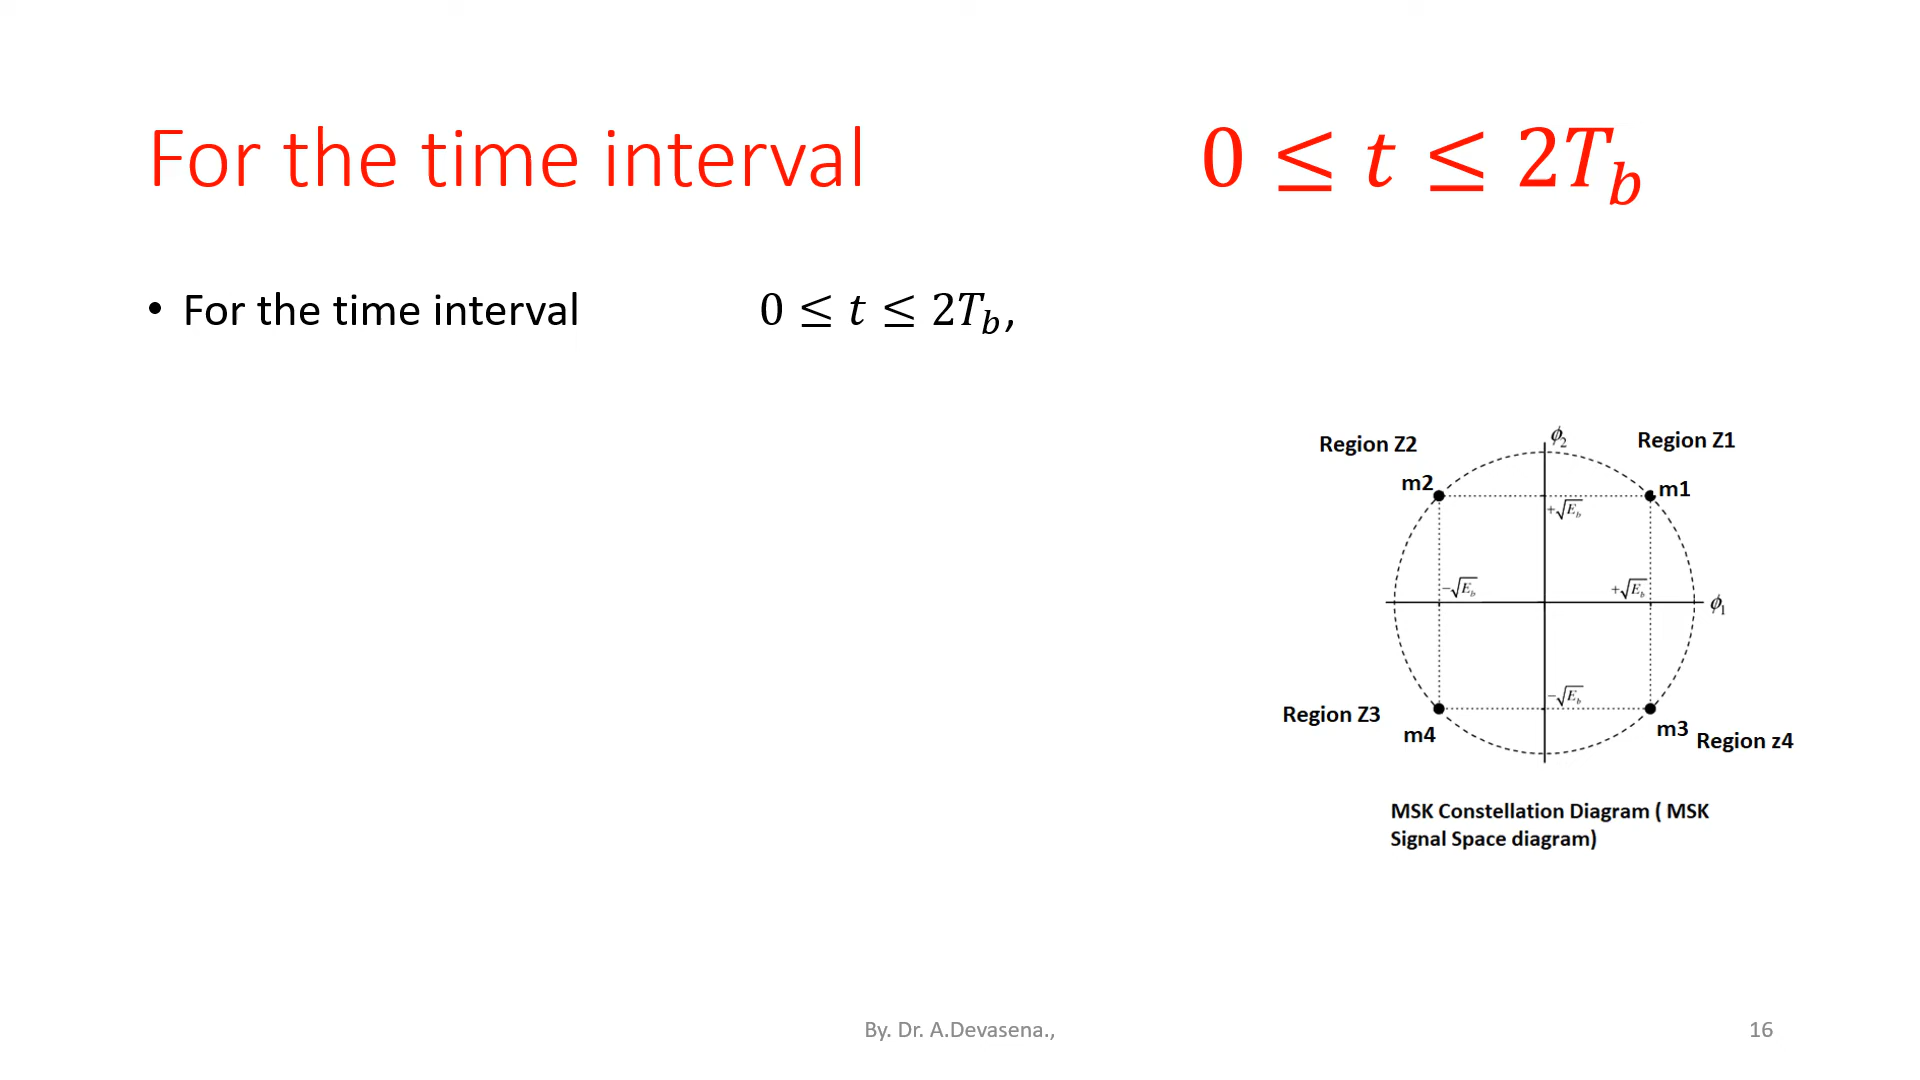 For the time interval 0 ≤ t ≤ 2T_b
• For the time interval 0 ≤ t ≤ 2T_b,
Region Z2 ϕ₂ Region Z1
m2 m1
+√E_b
−√E_b +√E_b
ϕ₁
−√E_b
Region Z3 m4 m3 Region z4
MSK Constellation Diagram ( MSK
Signal Space diagram)
By. Dr. A.Devasena., 16